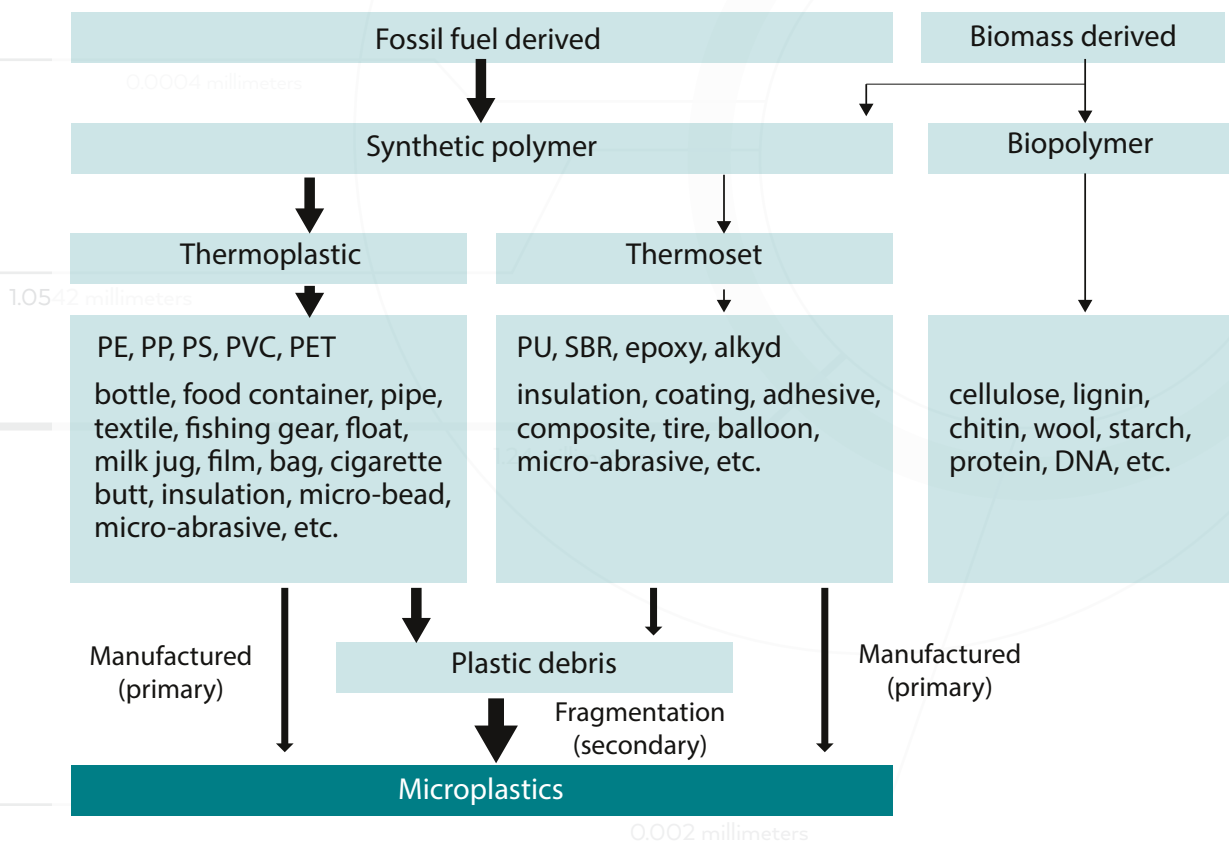 Fossil fuel derived
Biomass derived
0.0004 millimeters
Synthetic polymer
Biopolymer
Thermoplastic
Thermoset
1.0542 millimeters
PE, PP, PS, PVC, PET
bottle, food container, pipe,
textile, fishing gear, float,
milk jug, film, bag, cigarette
butt, insulation, micro-bead,
micro-abrasive, etc.
PU, SBR, epoxy, alkyd
insulation, coating, adhesive,
composite, tire, balloon,
micro-abrasive, etc.
cellulose, lignin,
chitin, wool, starch,
protein, DNA, etc.
Manufactured
(primary)
Plastic debris
Manufactured
(primary)
Fragmentation
(secondary)
Microplastics
0.002 millimeters